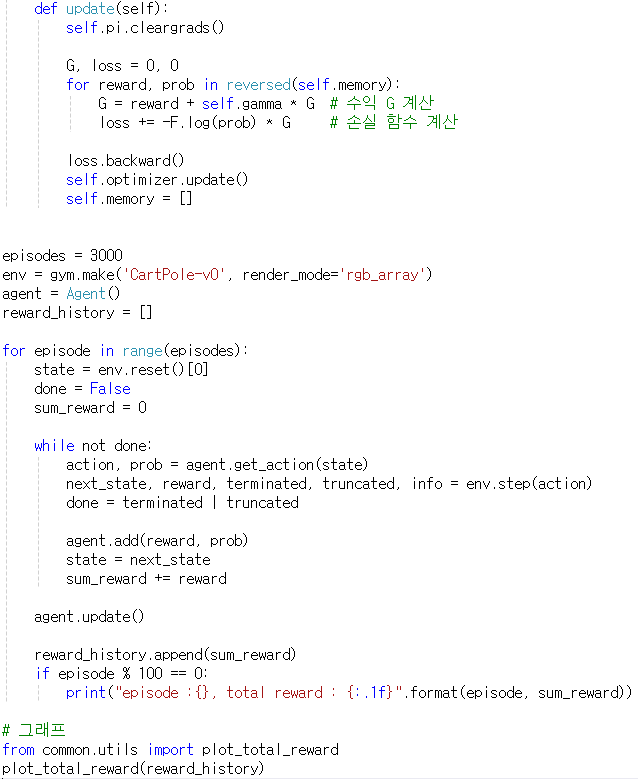 def update(self):
self.pi.cleargrads()
G, loss = 0, 0
for reward, prob in reversed(self.memory):
G = reward + self.gamma * G # 수익 G 계산
loss += -F.log(prob) * G # 손실 함수 계산
loss.backward()
self.optimizer.update()
self.memory = []
episodes = 3000
env = gym.make('CartPole-v0', render_mode='rgb_array')
agent = Agent()
reward_history = []
for episode in range(episodes):
state = env.reset()[0]
done = False
sum_reward = 0
while not done:
action, prob = agent.get_action(state)
next_state, reward, terminated, truncated, info = env.step(action)
done = terminated | truncated
agent.add(reward, prob)
state = next_state
sum_reward += reward
agent.update()
reward_history.append(sum_reward)
if episode % 100 == 0:
print("episode :{}, total reward : {:.1f}".format(episode, sum_reward))
# 그래프
from common.utils import plot_total_reward
plot_total_reward(reward_history)